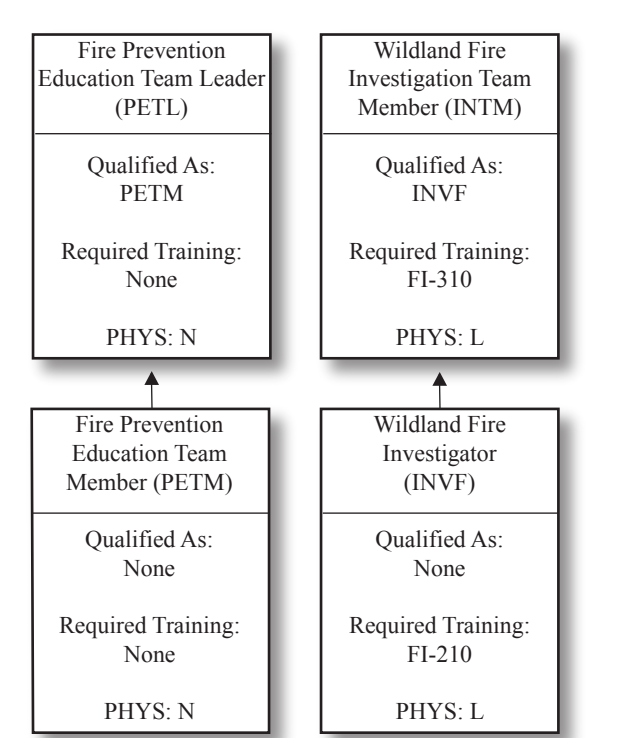 Fire Prevention
Education Team Leader
(PETL)
Qualified As:
PETM
Required Training:
None
PHYS: N
Wildland Fire
Investigation Team
Member (INTM)
Qualified As:
INVF
Required Training:
FI-310
PHYS: L
Fire Prevention
Education Team
Member (PETM)
Qualified As:
None
Required Training:
None
PHYS: N
Wildland Fire
Investigator
(INVF)
Qualified As:
None
Required Training:
FI-210
PHYS: L